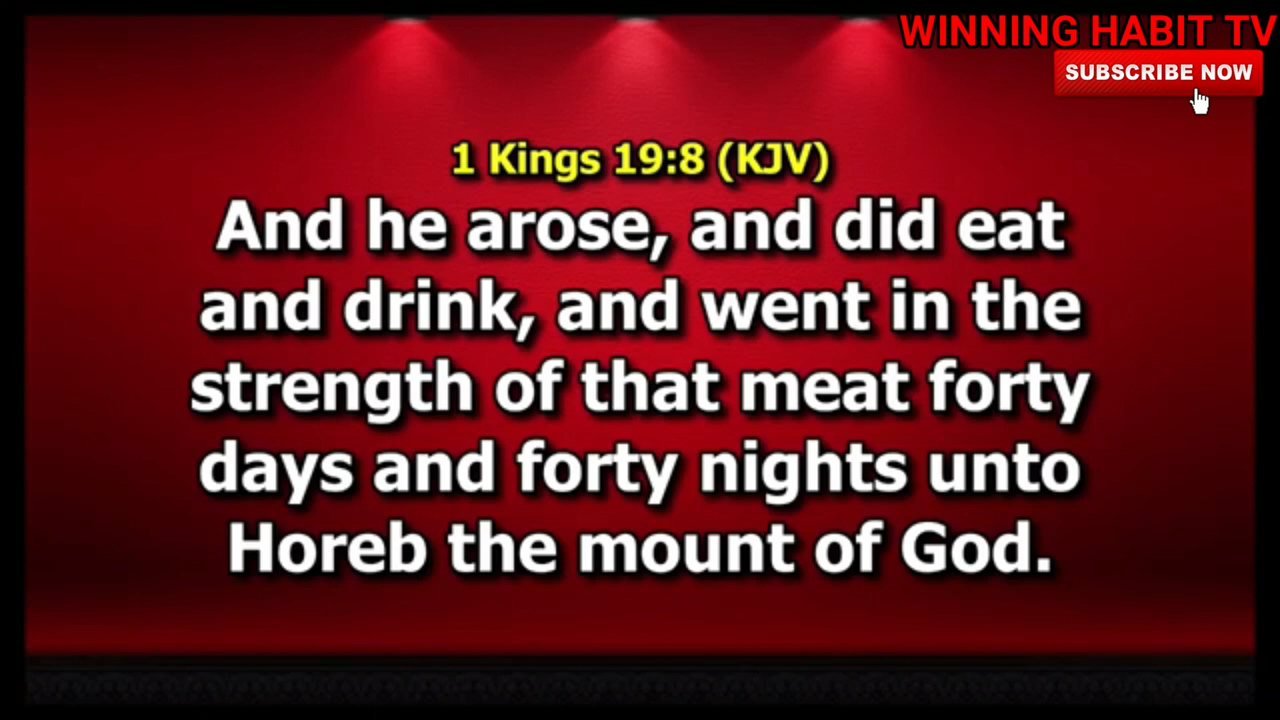 WINNING HABIT TV
SUBSCRIBE NOW
1 Kings 19:8 (KJV)
And he arose, and did eat
and drink, and went in the
strength of that meat forty
days and forty nights unto
Horeb the mount of God.